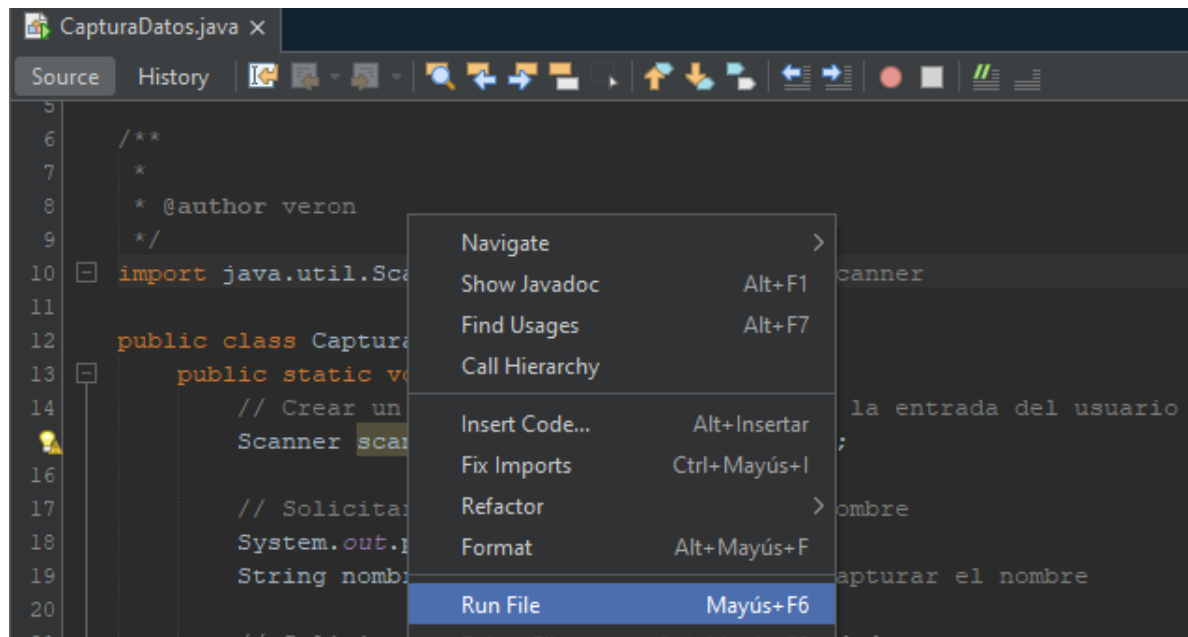 CapturaDatos.java
Source History
5
6 /**
7 *
8 * @author veron
9 */
10 import java.util.Sca canner
11
12 public class Captura
13 public static vo
14 // Crear un la entrada del usuario
Scanner scan ;
16
17 // Solicitar ombre
18 System.out.p
19 String nombr apturar el nombre
20
Navigate
Show Javadoc Alt+F1
Find Usages Alt+F7
Call Hierarchy
Insert Code... Alt+Insertar
Fix Imports Ctrl+Mayús+I
Refactor
Format Alt+Mayús+F
Run File Mayús+F6